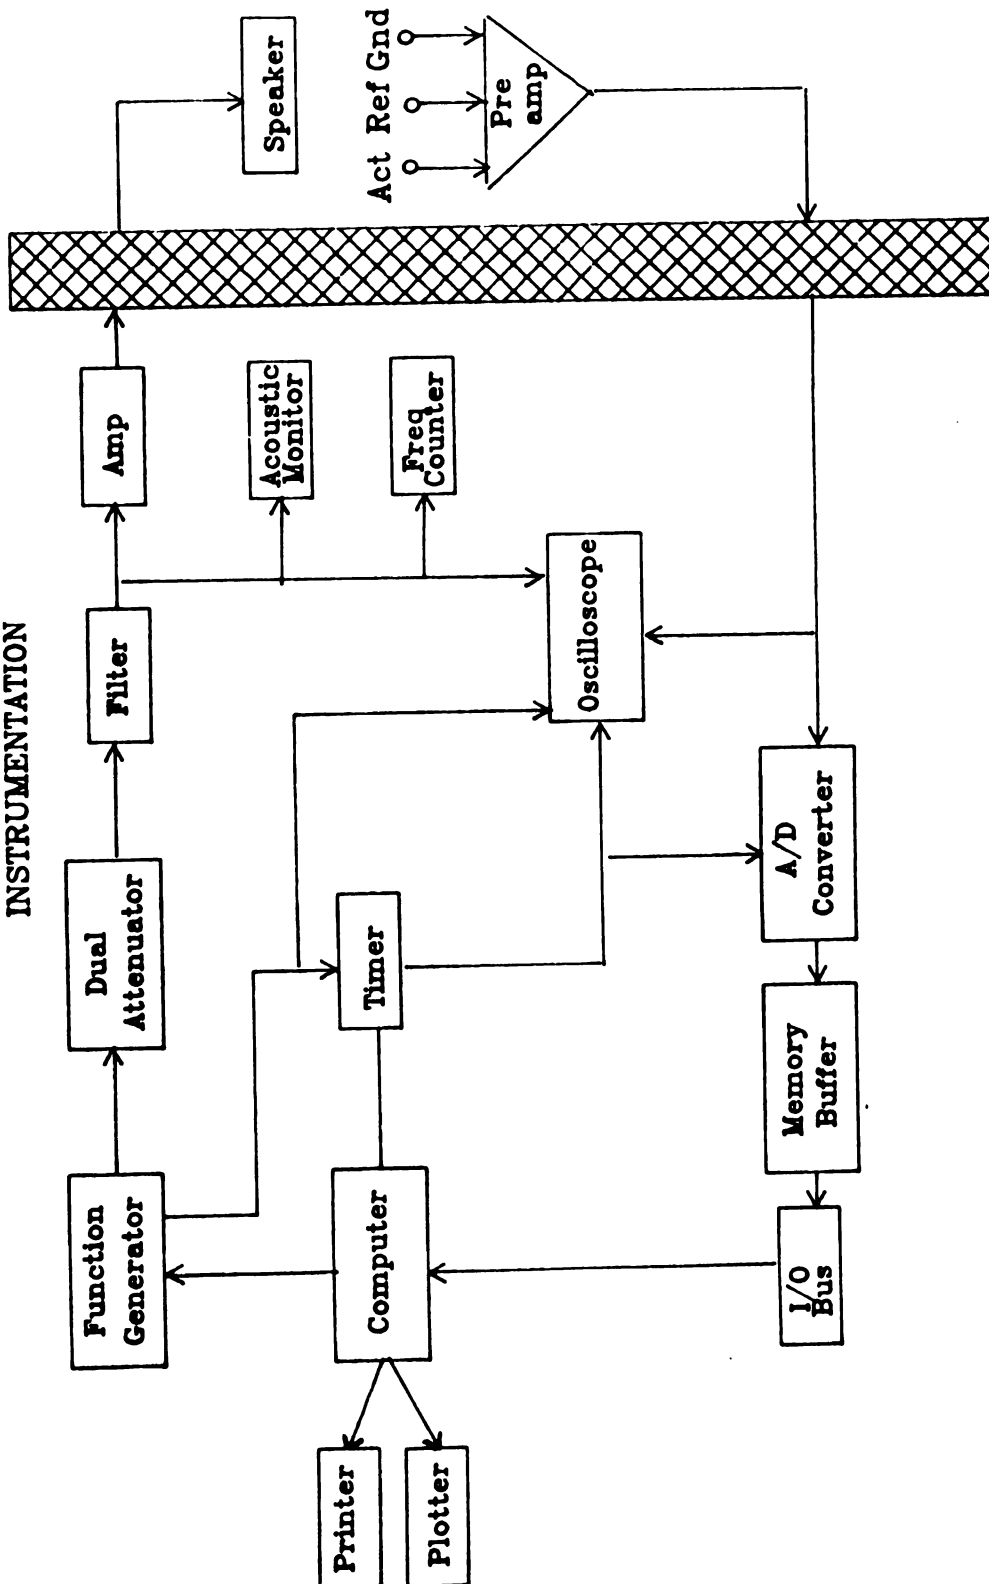 INSTRUMENTATION
Function
Generator
Dual
Attenuator
Filter
Amp
Speaker
Acoustic
Monitor
Freq
Counter
Act Ref Gnd
Pre
amp
Printer
Plotter
Computer
Timer
Oscilloscope
I/O
Bus
Memory
Buffer
A/D
Converter